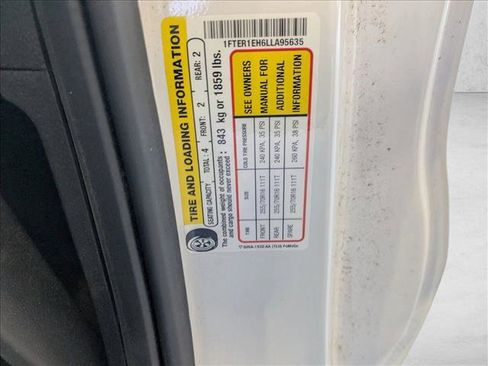 1FTER1EH6LLA95635
TIRE AND LOADING INFORMATION
SEATING CAPACITY TOTAL: 4 FRONT: 2 REAR: 2
The combined weight of occupants and cargo should never exceed: 843 kg or 1859 lbs.
TIRE SIZE COLD TIRE PRESSURE
FRONT 255/70R16 111T 240 KPA, 35 PSI
REAR 255/70R16 111T 240 KPA, 35 PSI
SPARE 255/70R16 111T 260 KPA, 38 PSI
SEE OWNERS
MANUAL FOR
ADDITIONAL
INFORMATION